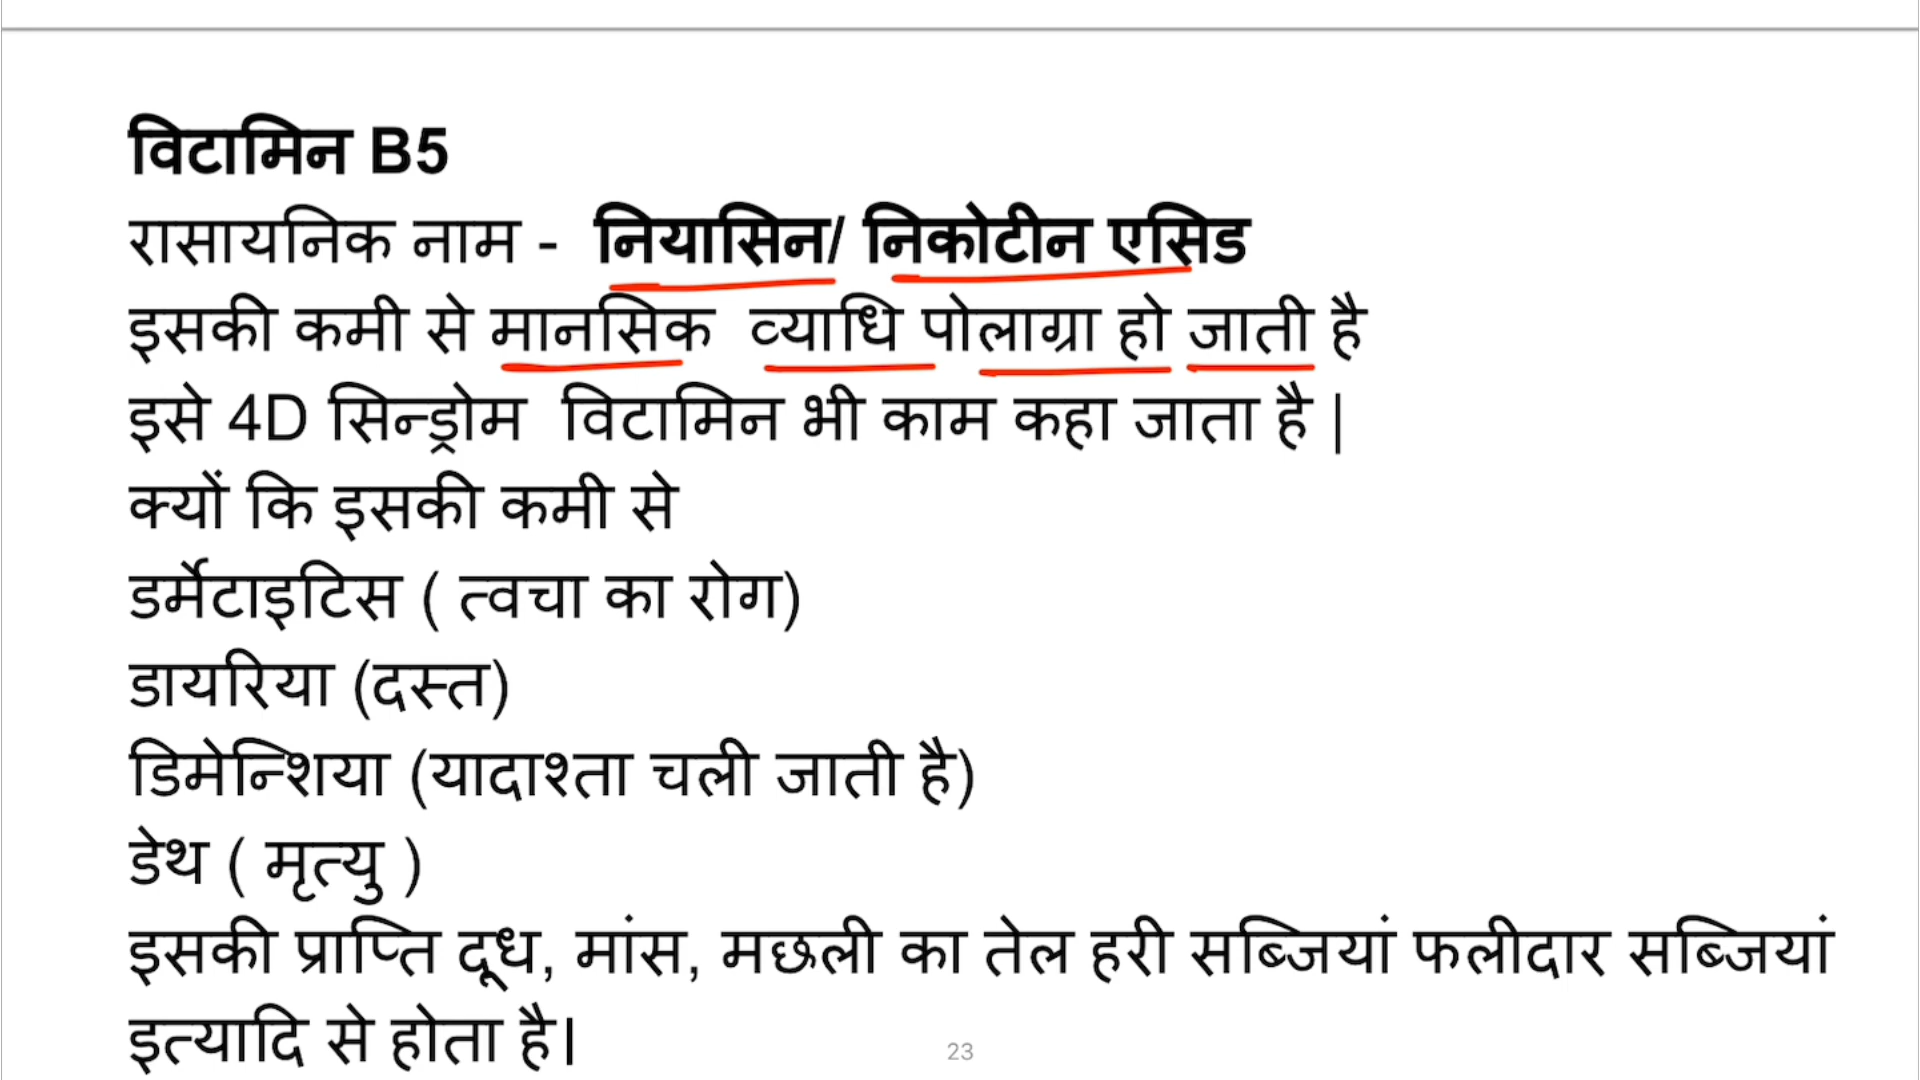 विटामिन B5
रासायनिक नाम - नियासिन/ निकोटीन एसिड
इसकी कमी से मानसिक व्याधि पोलाग्रा हो जाती है
इसे 4D सिन्ड्रोम विटामिन भी काम कहा जाता है |
क्यों कि इसकी कमी से
डर्मेटाइटिस ( त्वचा का रोग)
डायरिया (दस्त)
डिमेन्शिया (यादाश्ता चली जाती है)
डेथ ( मृत्यु )
इसकी प्राप्ति दूध, मांस, मछली का तेल हरी सब्जियां फलीदार सब्जियां
इत्यादि से होता है।
23